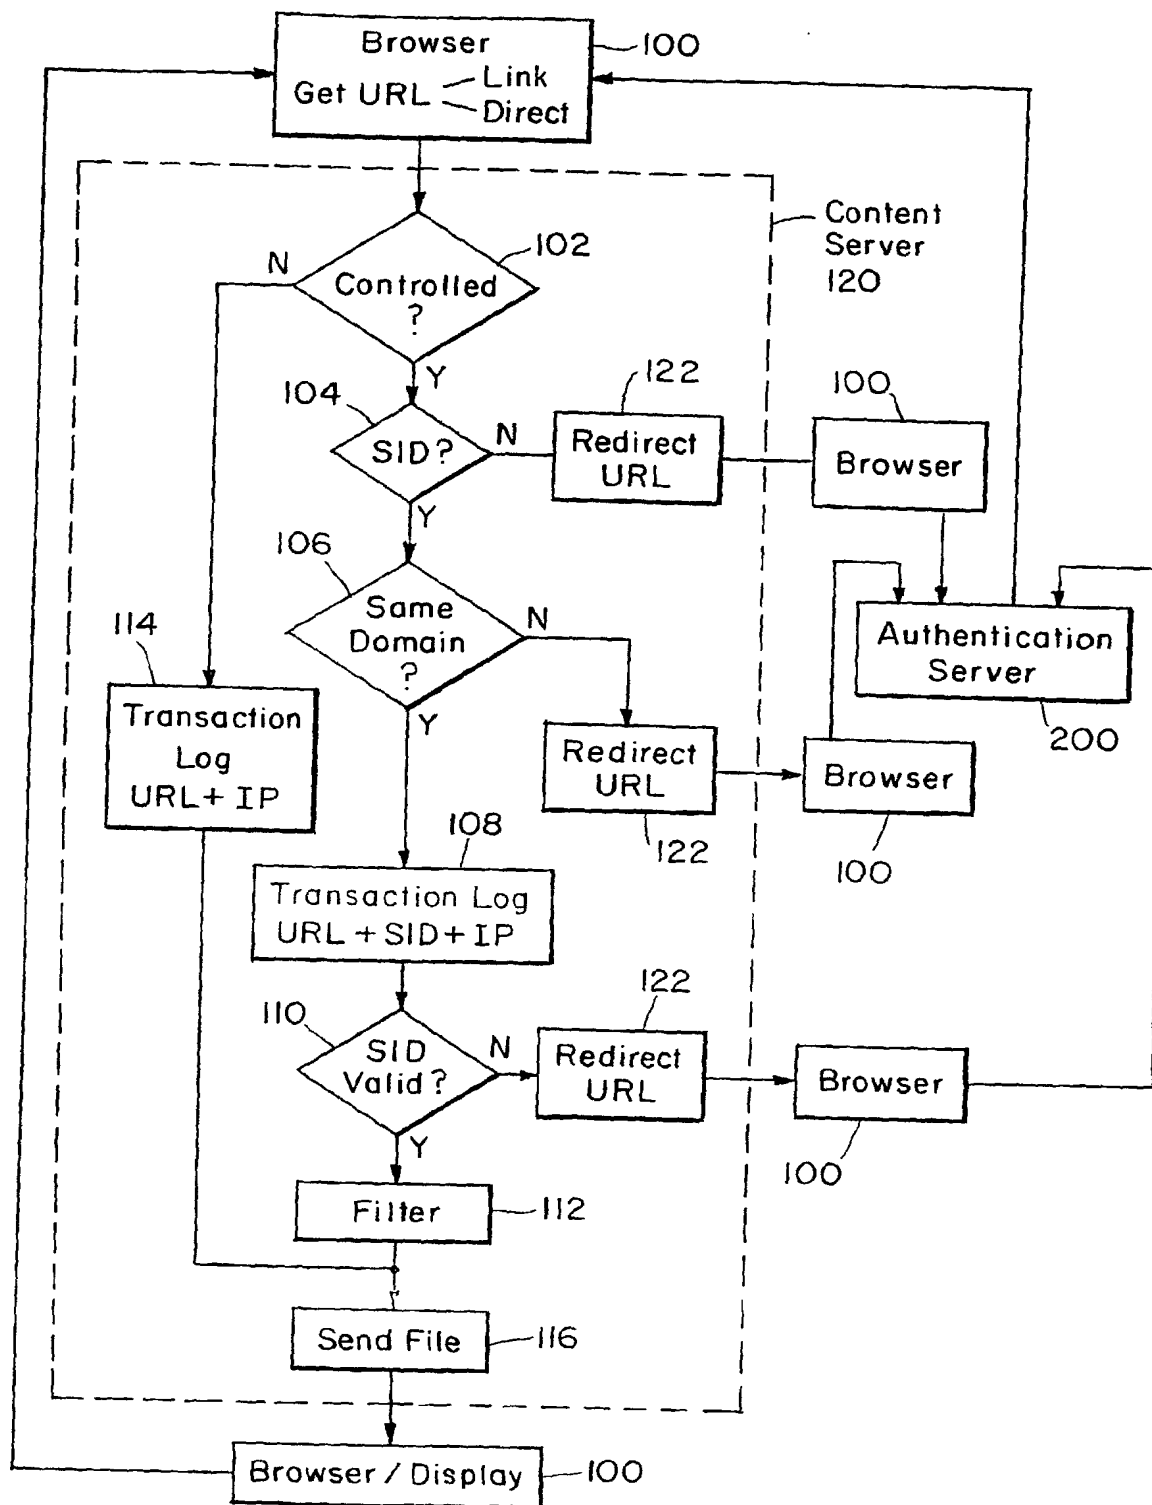 Browser
100
Get URL
Link
Direct
Content
Server
120
102
N
Controlled
?
Y
104
SID?
N
122
Redirect
URL
100
Browser
Y
106
Same
Domain
?
N
Authentication
Server
200
114
Transaction
Log
URL + IP
Y
Redirect
URL
122
Browser
100
108
Transaction Log
URL + SID + IP
110
SID
Valid?
N
122
Redirect
URL
Browser
100
Y
Filter
112
Send File
116
Browser / Display
100